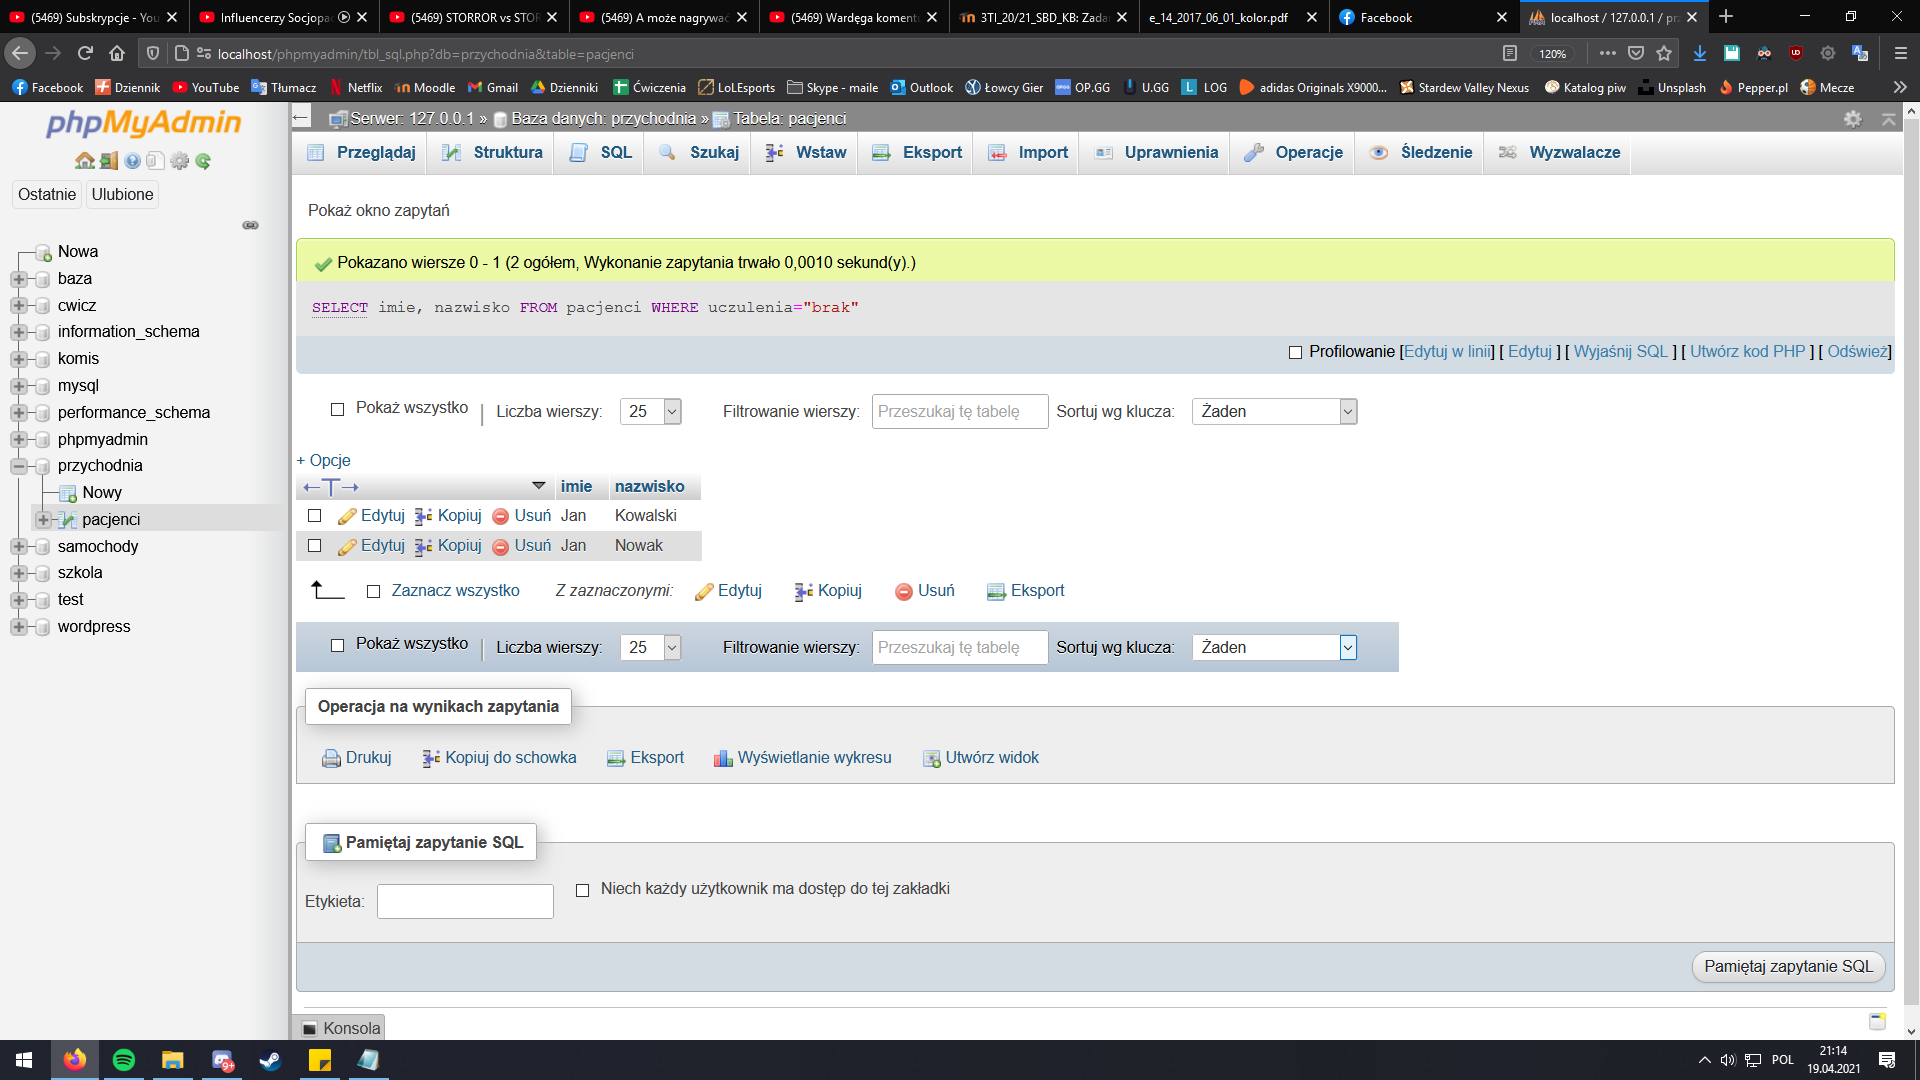 (5469) Subskrypcje - You
Influencerzy Socjopa
(5469) STORROR vs STOR
(5469) A może nagrywać
(5469) Wardęga koment
3TI_20/21_SBD_KB: Zada
e_14_2017_06_01_kolor.pdf
Facebook
localhost / 127.0.0.1 / prz
localhost/phpmyadmin/tbl_sql.php?db=przychodnia&table=pacjenci
120%
Facebook
Dziennik
YouTube
Tłumacz
Netflix
Moodle
Gmail
Dzienniki
Ćwiczenia
LoLEsports
Skype - maile
Outlook
Łowcy Gier
OP.GG
U.GG
LOG
adidas Originals X9000...
Stardew Valley Nexus
Katalog piw
Unsplash
Pepper.pl
Mecze
phpMyAdmin
Ostatnie
Ulubione
Nowa
baza
cwicz
information_schema
komis
mysql
performance_schema
phpmyadmin
przychodnia
Nowy
pacjenci
samochody
szkola
test
wordpress
Serwer: 127.0.0.1 » Baza danych: przychodnia » Tabela: pacjenci
Przeglądaj
Struktura
SQL
Szukaj
Wstaw
Eksport
Import
Uprawnienia
Operacje
Śledzenie
Wyzwalacze
Pokaż okno zapytań
Pokazano wiersze 0 - 1 (2 ogółem, Wykonanie zapytania trwało 0,0010 sekund(y).)
SELECT imie, nazwisko FROM pacjenci WHERE uczulenia="brak"
Profilowanie [Edytuj w linii] [ Edytuj ] [ Wyjaśnij SQL ] [ Utwórz kod PHP ] [ Odśwież]
Pokaż wszystko | Liczba wierszy: 25 Filtrowanie wierszy: Przeszukaj tę tabelę Sortuj wg klucza: Żaden
+ Opcje
←T→ imie nazwisko
Edytuj Kopiuj Usuń Jan Kowalski
Edytuj Kopiuj Usuń Jan Nowak
Zaznacz wszystko Z zaznaczonymi: Edytuj Kopiuj Usuń Eksport
Pokaż wszystko | Liczba wierszy: 25 Filtrowanie wierszy: Przeszukaj tę tabelę Sortuj wg klucza: Żaden
Operacja na wynikach zapytania
Drukuj Kopiuj do schowka Eksport Wyświetlanie wykresu Utwórz widok
Pamiętaj zapytanie SQL
Etykieta: Niech każdy użytkownik ma dostęp do tej zakładki
Pamiętaj zapytanie SQL
Konsola
9+
POL
21:14
19.04.2021